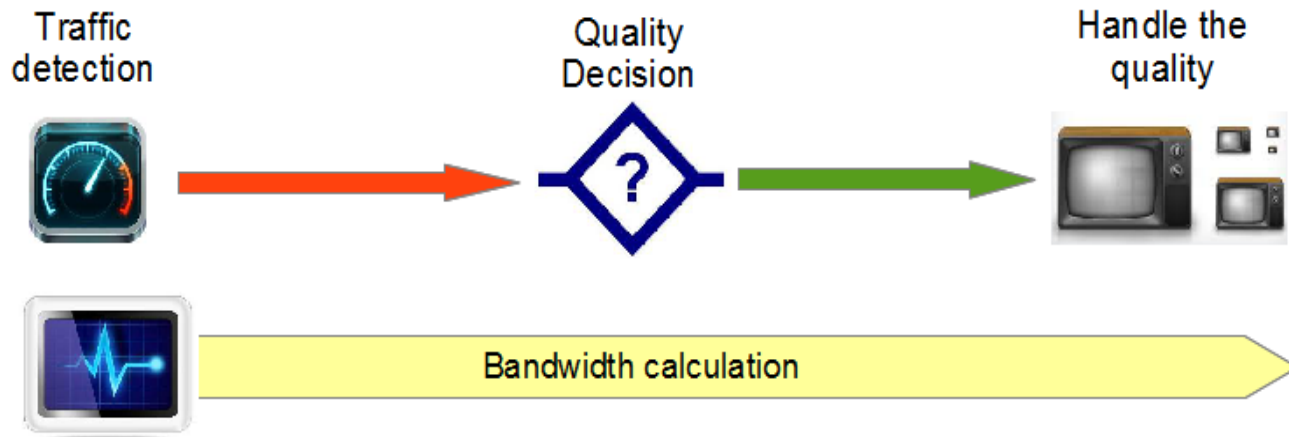 Traffic
detection
Quality
Decision
Handle the
quality
?
Bandwidth calculation